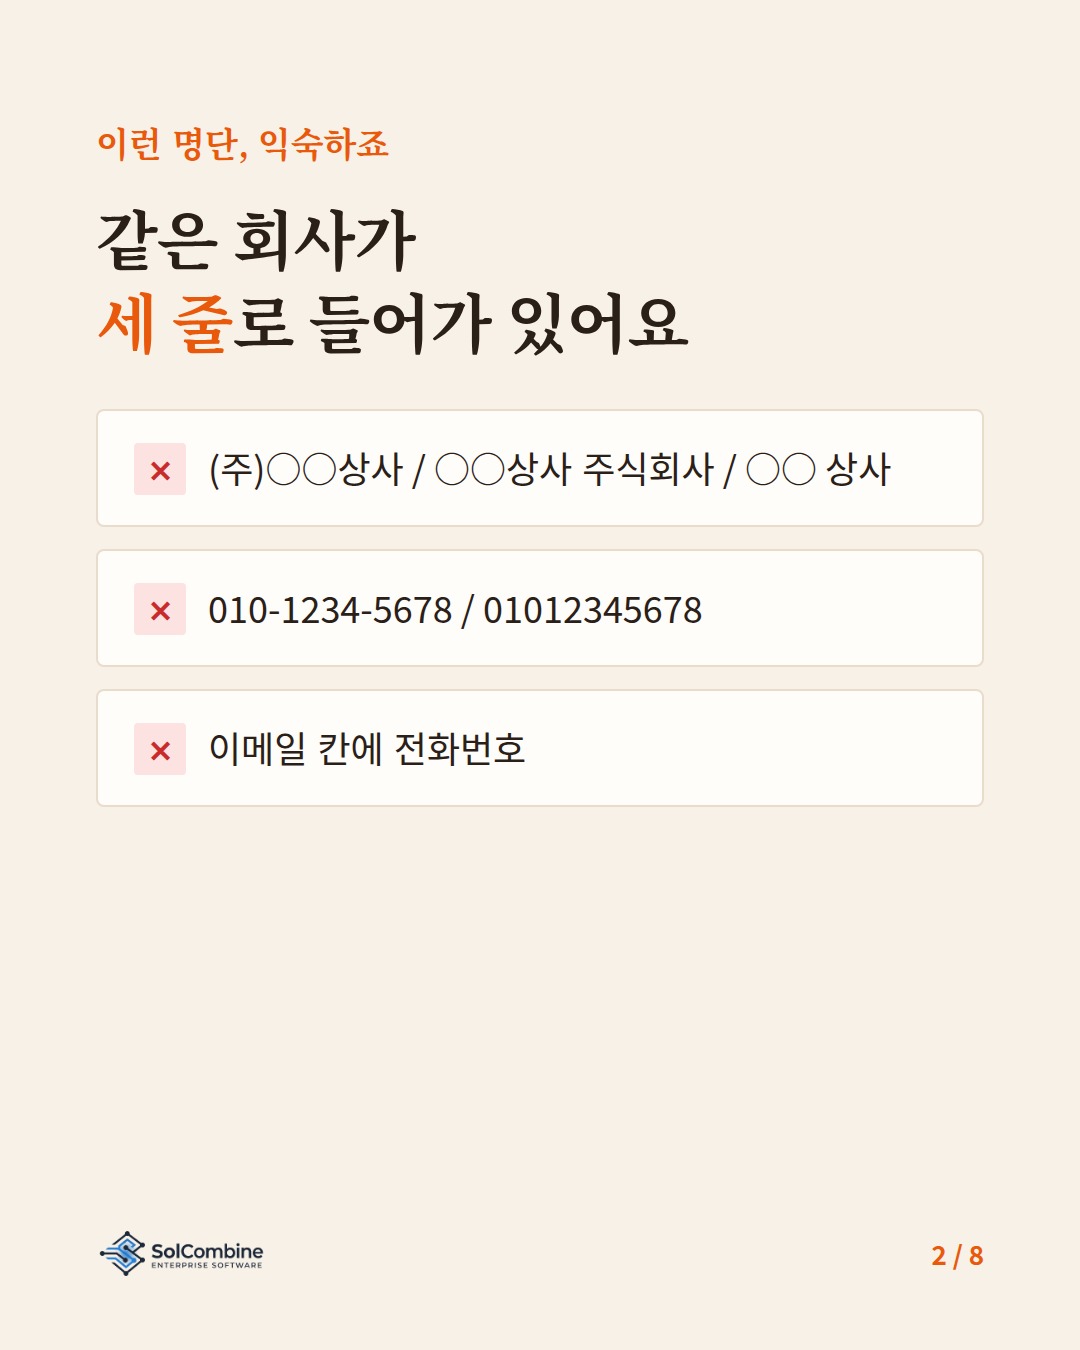 이런 명단, 익숙하죠
같은 회사가
세 줄로 들어가 있어요
× (주)○○상사 / ○○상사 주식회사 / ○○ 상사
× 010-1234-5678 / 01012345678
× 이메일 칸에 전화번호
SolCombine
ENTERPRISE SOFTWARE
2 / 8